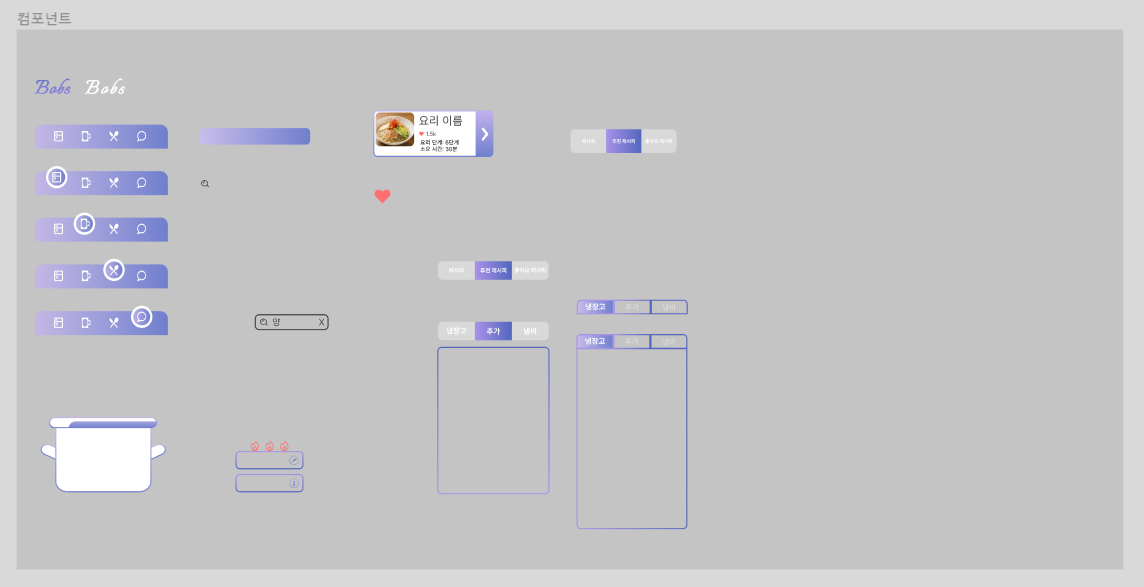 컴포넌트
Bobs Bobs
요리 이름
1.5k
요리 단계: 6단계
소요 시간: 30분
레시피 추천 레시피 좋아요 레시피
레시피 추천 레시피 좋아요 레시피
양 X
냉장고 추가 냄비
냉장고 추가 냄비
냉장고 추가 냄비